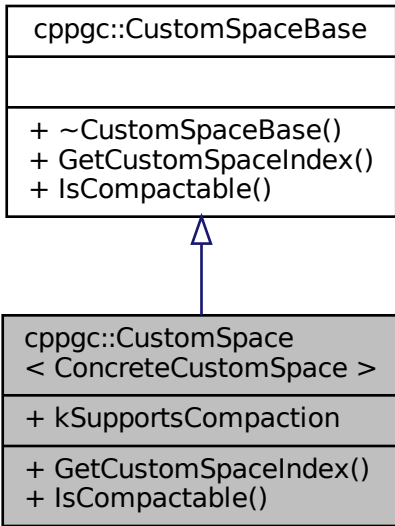 cppgc::CustomSpaceBase
+ ~CustomSpaceBase()
+ GetCustomSpaceIndex()
+ IsCompactable()
cppgc::CustomSpace
< ConcreteCustomSpace >
+ kSupportsCompaction
+ GetCustomSpaceIndex()
+ IsCompactable()